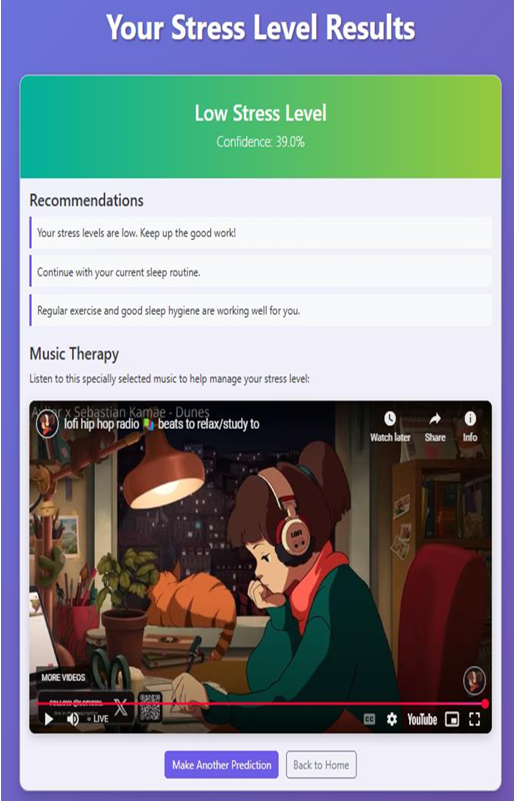 Your Stress Level Results
Low Stress Level
Confidence: 39.0%
Recommendations
Your stress levels are low. Keep up the good work!
Continue with your current sleep routine.
Regular exercise and good sleep hygiene are working well for you.
Music Therapy
Listen to this specially selected music to help manage your stress level:
x Sebastian Kamae - Dunes
lofi hip hop radio 📚 beats to relax/study to
Watch later
Share
Info
LOFI
MORE VIDEOS
LIVE
CC
YouTube
Make Another Prediction
Back to Home